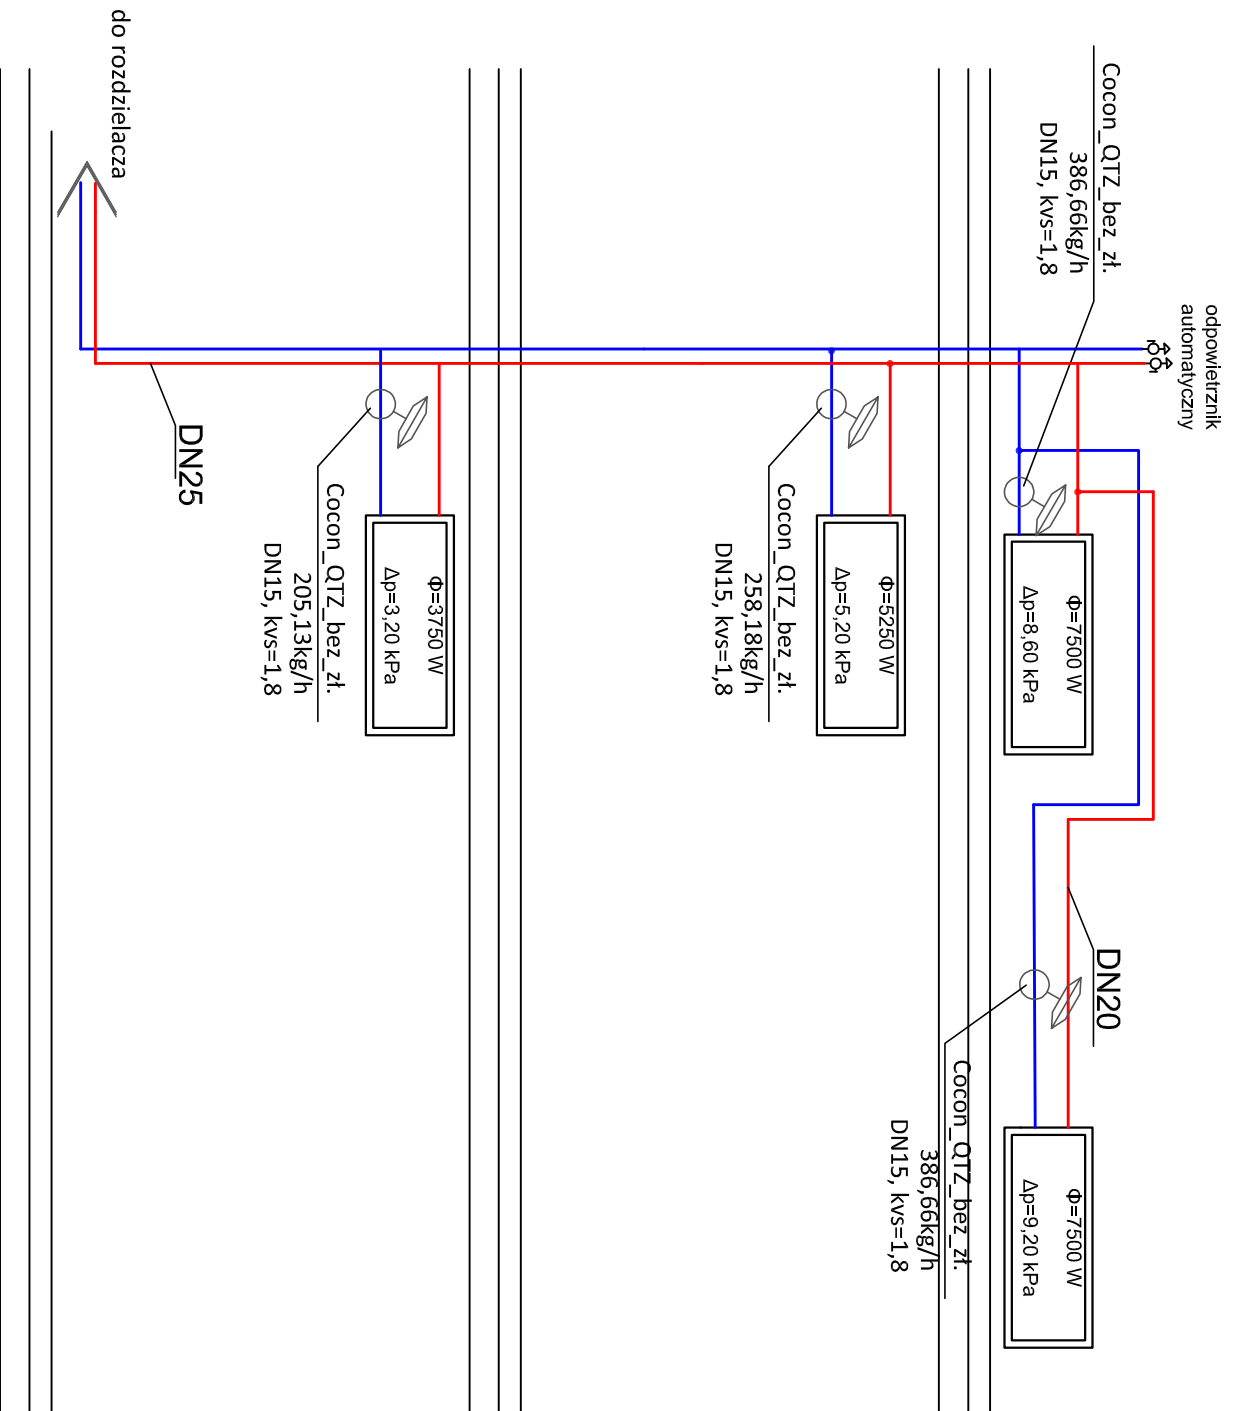 odpowietrznik
automatyczny
Cocon_QTZ_bez_zł.
386,66kg/h
DN15, kvs=1,8
Φ=7500 W
Δp=8,60 kPa
DN20
Φ=7500 W
Δp=9,20 kPa
Cocon_QTZ_bez_zł.
386,66kg/h
DN15, kvs=1,8
Φ=5250 W
Δp=5,20 kPa
Cocon_QTZ_bez_zł.
258,18kg/h
DN15, kvs=1,8
Φ=3750 W
Δp=3,20 kPa
Cocon_QTZ_bez_zł.
205,13kg/h
DN15, kvs=1,8
DN25
do rozdzielacza